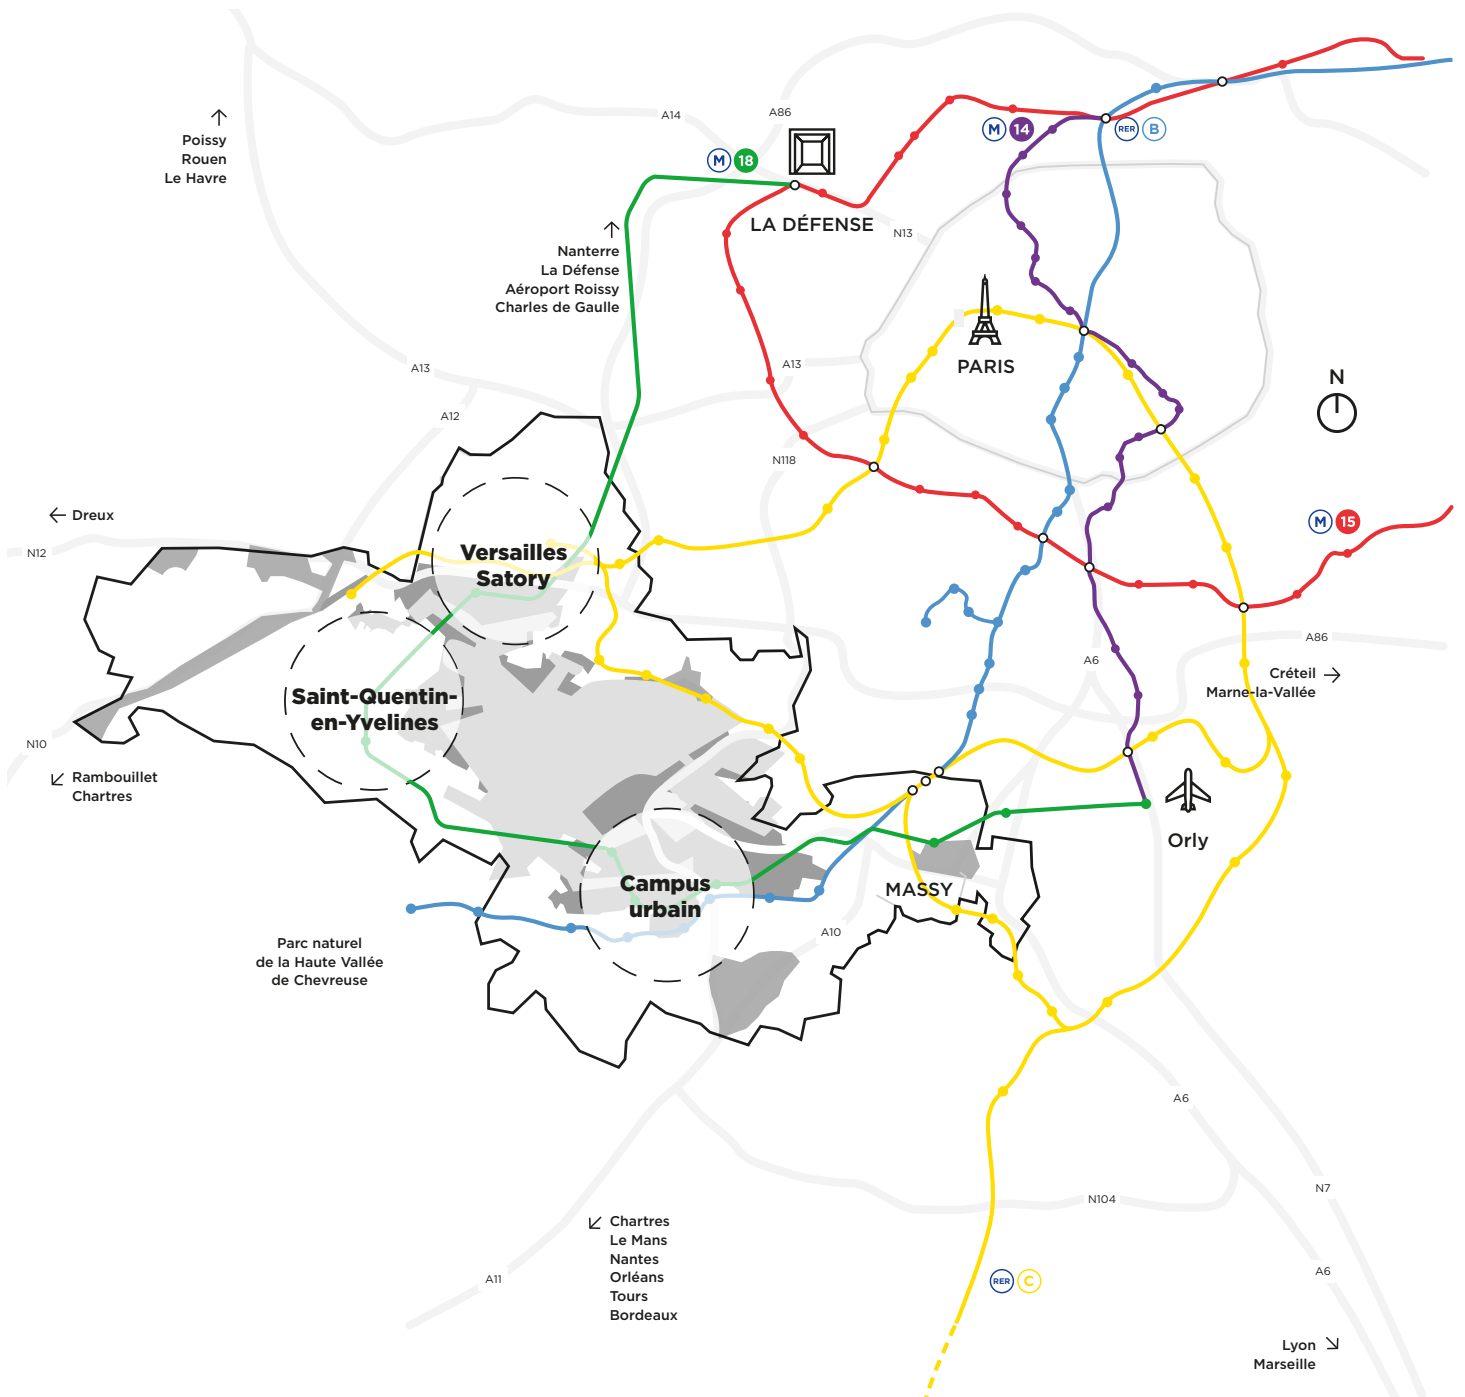 A14
A86
M 14
RER B
Poissy
Rouen
Le Havre
M 18
LA DÉFENSE
N13
Nanterre
La Défense
Aéroport Roissy
Charles de Gaulle
A13
A13
PARIS
N
A12
N118
Dreux
M 15
N12
Versailles
Satory
A86
A6
Créteil
Marne-la-Vallée
Saint-Quentin-
en-Yvelines
N10
Rambouillet
Chartres
Orly
Campus
urbain
MASSY
A10
Parc naturel
de la Haute Vallée
de Chevreuse
A6
N7
N104
Chartres
Le Mans
Nantes
Orléans
Tours
Bordeaux
A11
RER C
A6
Lyon
Marseille